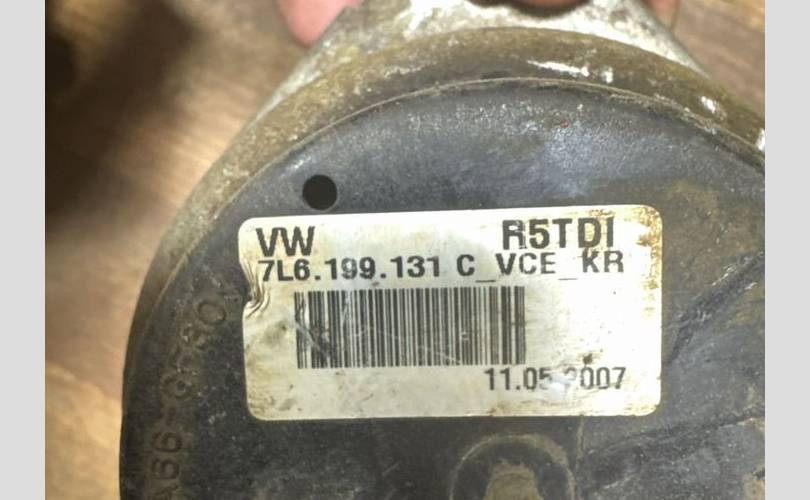 VW R5TDI
7L6.199.131 C_VCE_KR
11.05.2007